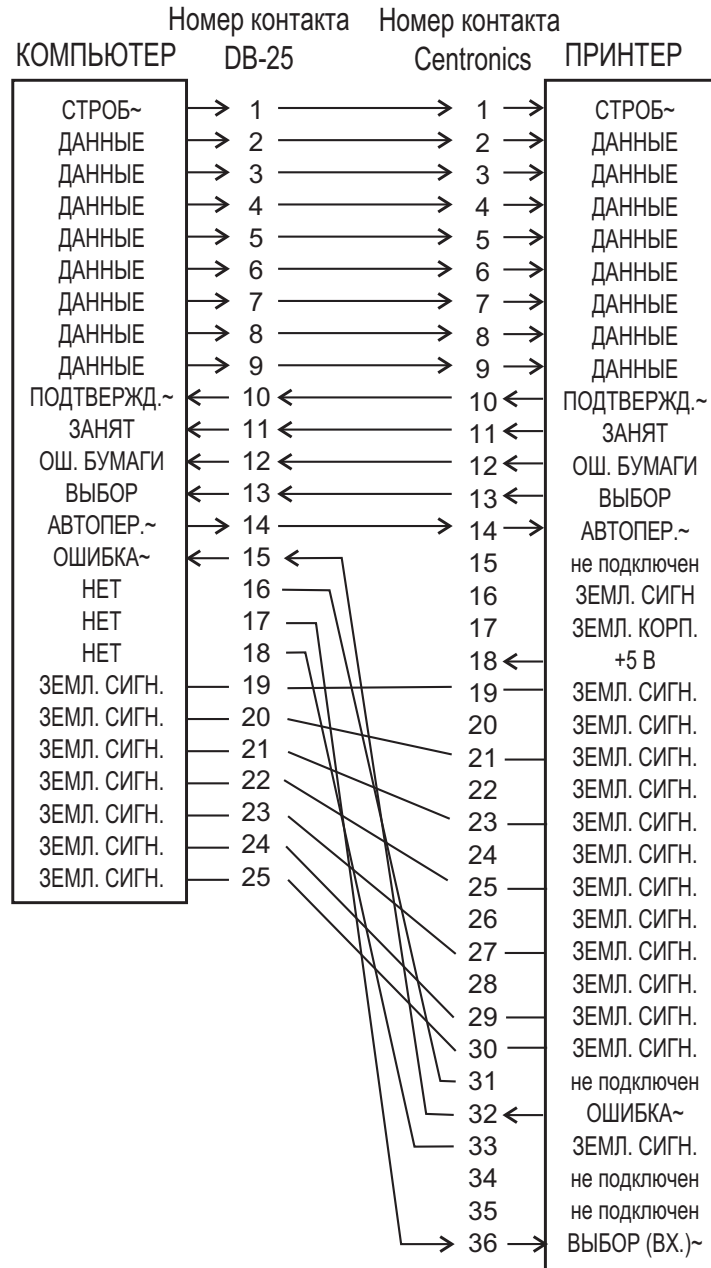 Номер контакта Номер контакта
КОМПЬЮТЕР DB-25 Centronics ПРИНТЕР
СТРОБ~ 1 1 СТРОБ~
ДАННЫЕ 2 2 ДАННЫЕ
ДАННЫЕ 3 3 ДАННЫЕ
ДАННЫЕ 4 4 ДАННЫЕ
ДАННЫЕ 5 5 ДАННЫЕ
ДАННЫЕ 6 6 ДАННЫЕ
ДАННЫЕ 7 7 ДАННЫЕ
ДАННЫЕ 8 8 ДАННЫЕ
ДАННЫЕ 9 9 ДАННЫЕ
ПОДТВЕРЖД.~ 10 10 ПОДТВЕРЖД.~
ЗАНЯТ 11 11 ЗАНЯТ
ОШ. БУМАГИ 12 12 ОШ. БУМАГИ
ВЫБОР 13 13 ВЫБОР
АВТОПЕР.~ 14 14 АВТОПЕР.~
ОШИБКА~ 15 15 не подключен
НЕТ 16 16 ЗЕМЛ. СИГН
НЕТ 17 17 ЗЕМЛ. КОРП.
НЕТ 18 18 +5 В
ЗЕМЛ. СИГН. 19 19 ЗЕМЛ. СИГН.
ЗЕМЛ. СИГН. 20 20 ЗЕМЛ. СИГН.
ЗЕМЛ. СИГН. 21 21 ЗЕМЛ. СИГН.
ЗЕМЛ. СИГН. 22 22 ЗЕМЛ. СИГН.
ЗЕМЛ. СИГН. 23 23 ЗЕМЛ. СИГН.
ЗЕМЛ. СИГН. 24 24 ЗЕМЛ. СИГН.
ЗЕМЛ. СИГН. 25 25 ЗЕМЛ. СИГН.
26 ЗЕМЛ. СИГН.
27 ЗЕМЛ. СИГН.
28 ЗЕМЛ. СИГН.
29 ЗЕМЛ. СИГН.
30 ЗЕМЛ. СИГН.
31 не подключен
32 ОШИБКА~
33 ЗЕМЛ. СИГН.
34 не подключен
35 не подключен
36 ВЫБОР (ВХ.)~